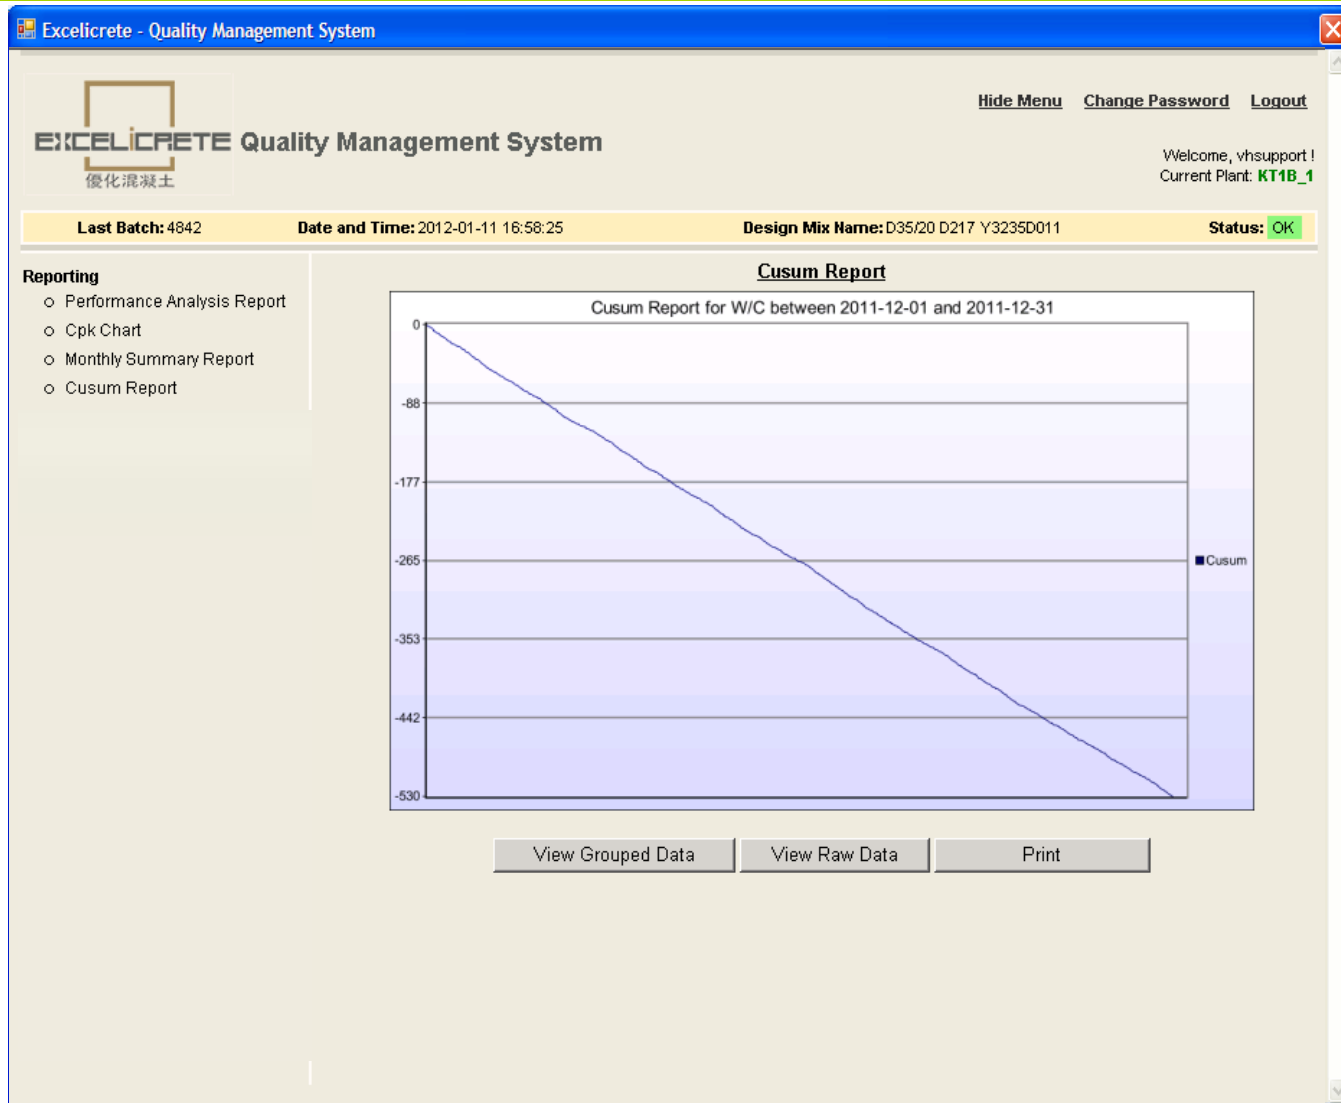 Excelicrete - Quality Management System
Hide Menu Change Password Logout
EXCELiCRETE Quality Management System
優化混凝土
Welcome, vhsupport !
Current Plant: KT1B_1
Last Batch: 4842 Date and Time: 2012-01-11 16:58:25 Design Mix Name: D35/20 D217 Y3235D011 Status: OK
Reporting
Performance Analysis Report
Cpk Chart
Monthly Summary Report
Cusum Report
Cusum Report
Cusum Report for W/C between 2011-12-01 and 2011-12-31
0
-88
-177
-265
-353
-442
-530
Cusum
View Grouped Data View Raw Data Print